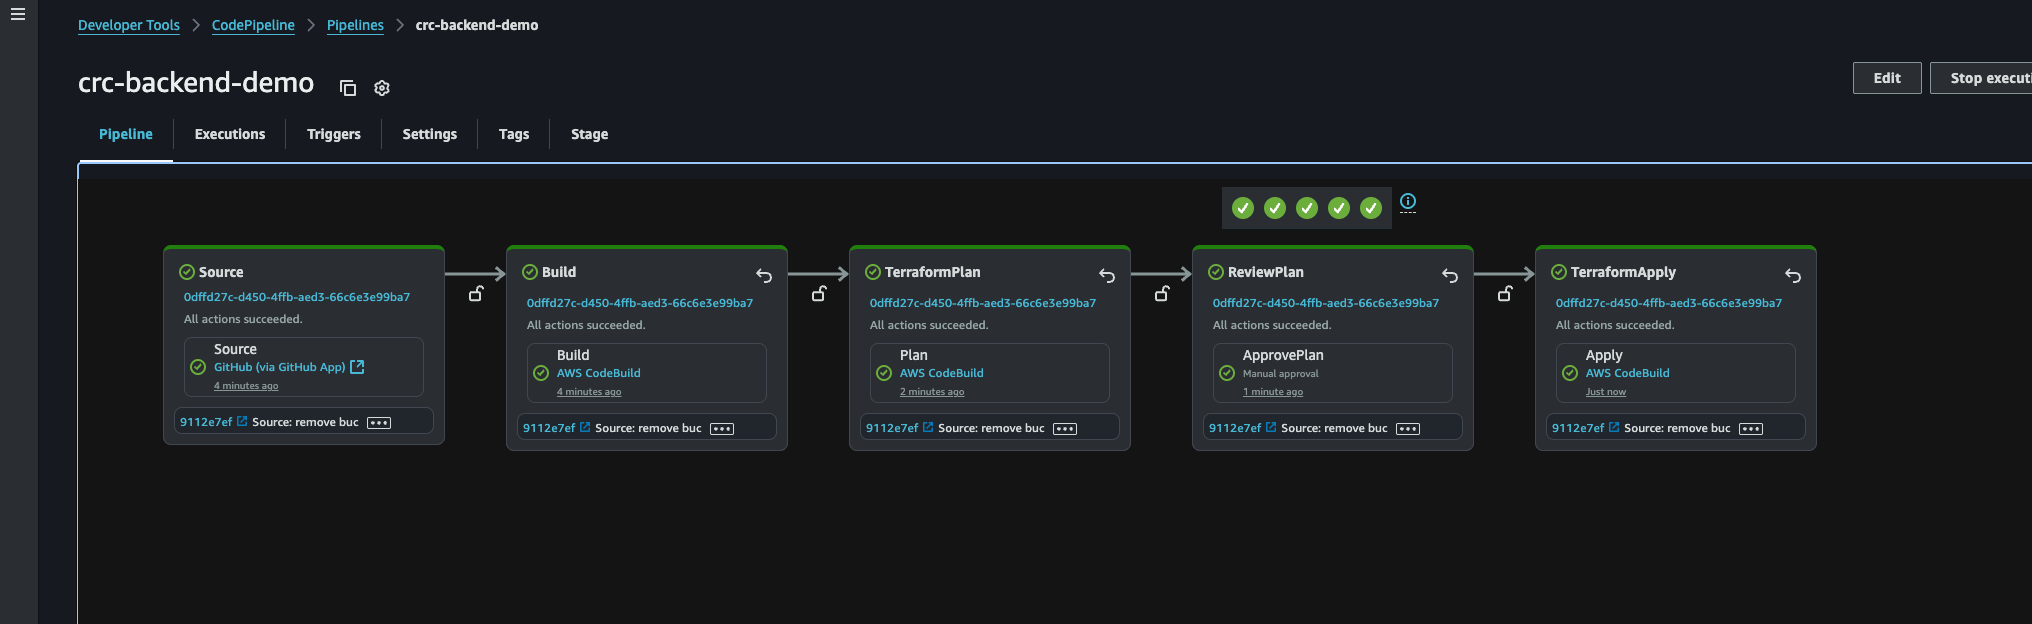 Developer Tools > CodePipeline > Pipelines > crc-backend-demo
crc-backend-demo
Edit
Stop executi
Pipeline
Executions
Triggers
Settings
Tags
Stage
Source
0dffd27c-d450-4ffb-aed3-66c6e3e99ba7
All actions succeeded.
Source
GitHub (via GitHub App)
4 minutes ago
9112e7ef Source: remove buc
Build
0dffd27c-d450-4ffb-aed3-66c6e3e99ba7
All actions succeeded.
Build
AWS CodeBuild
4 minutes ago
9112e7ef Source: remove buc
TerraformPlan
0dffd27c-d450-4ffb-aed3-66c6e3e99ba7
All actions succeeded.
Plan
AWS CodeBuild
2 minutes ago
9112e7ef Source: remove buc
ReviewPlan
0dffd27c-d450-4ffb-aed3-66c6e3e99ba7
All actions succeeded.
ApprovePlan
Manual approval
1 minute ago
9112e7ef Source: remove buc
TerraformApply
0dffd27c-d450-4ffb-aed3-66c6e3e99ba7
All actions succeeded.
Apply
AWS CodeBuild
Just now
9112e7ef Source: remove buc